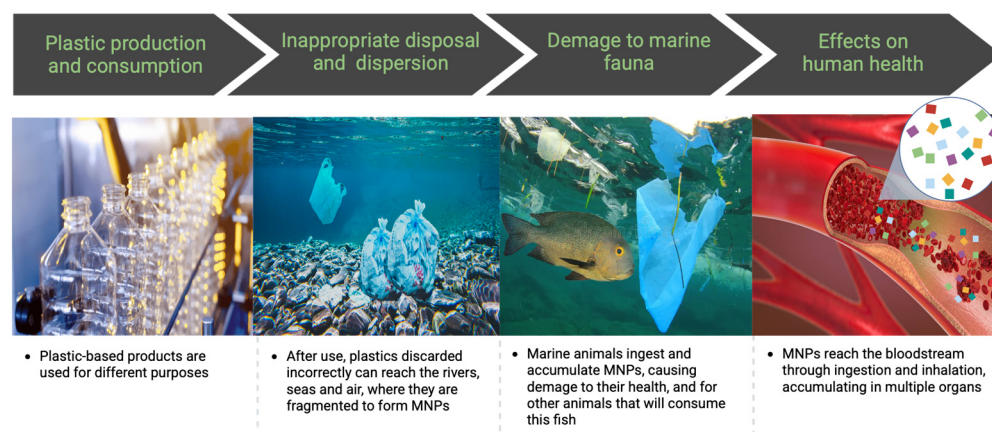 Plastic production
and consumption
Inappropriate disposal
and dispersion
Damage to marine
fauna
Effects on
human health
• Plastic-based products are
used for different purposes
• After use, plastics discarded
incorrectly can reach the rivers,
seas and air, where they are
fragmented to form MNPs
• Marine animals ingest and
accumulate MNPs, causing
damage to their health, and for
other animals that will consume
this fish
• MNPs reach the bloodstream
through ingestion and inhalation,
accumulating in multiple organs